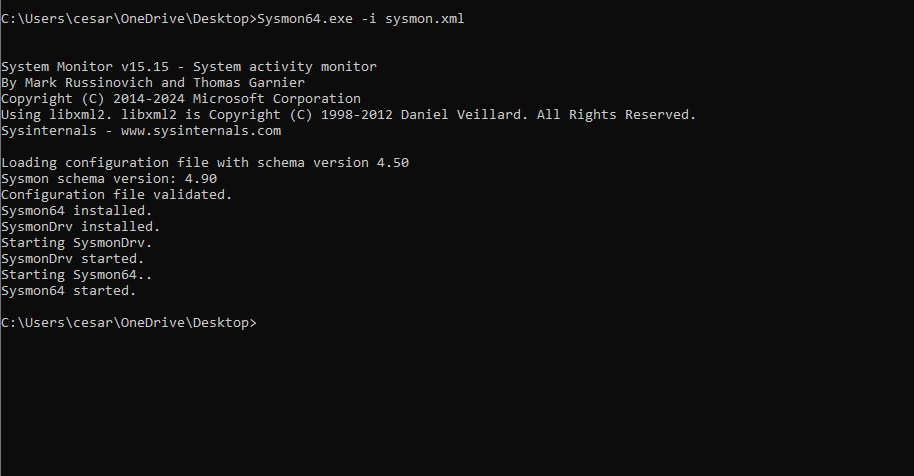 C:\Users\cesar\OneDrive\Desktop>Sysmon64.exe -i sysmon.xml
System Monitor v15.15 - System activity monitor
By Mark Russinovich and Thomas Garnier
Copyright (C) 2014-2024 Microsoft Corporation
Using libxml2. libxml2 is Copyright (C) 1998-2012 Daniel Veillard. All Rights Reserved.
Sysinternals - www.sysinternals.com
Loading configuration file with schema version 4.50
Sysmon schema version: 4.90
Configuration file validated.
Sysmon64 installed.
SysmonDrv installed.
Starting SysmonDrv.
SysmonDrv started.
Starting Sysmon64..
Sysmon64 started.
C:\Users\cesar\OneDrive\Desktop>